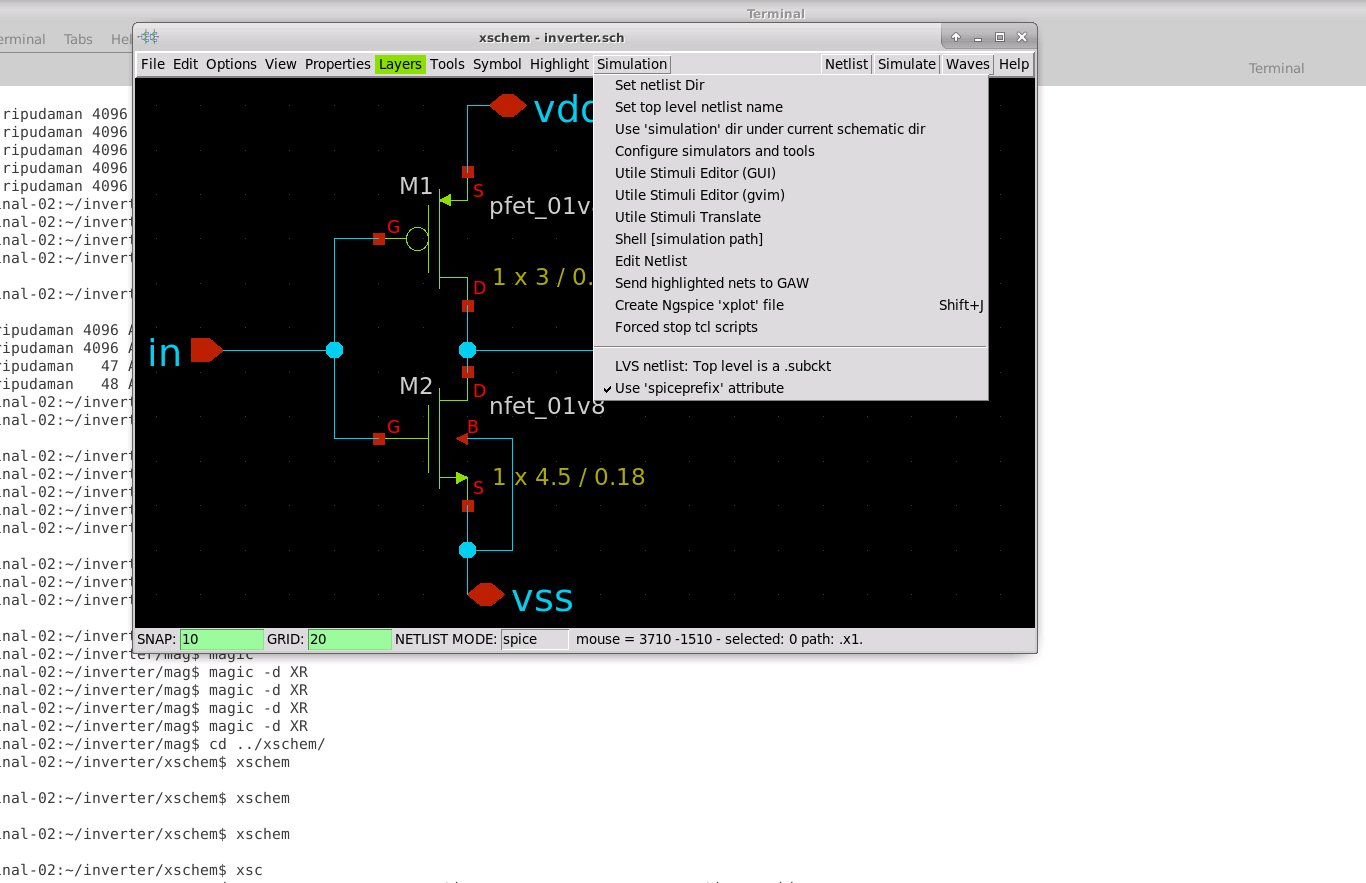 Terminal
erminal Tabs Hel
Terminal
xschem - inverter.sch
File Edit Options View Properties Layers Tools Symbol Highlight Simulation Netlist Simulate Waves Help
Set netlist Dir
Set top level netlist name
Use 'simulation' dir under current schematic dir
Configure simulators and tools
Utile Stimuli Editor (GUI)
Utile Stimuli Editor (gvim)
Utile Stimuli Translate
Shell [simulation path]
Edit Netlist
Send highlighted nets to GAW
Create Ngspice 'xplot' file Shift+J
Forced stop tcl scripts
LVS netlist: Top level is a .subckt
Use 'spiceprefix' attribute
vdd
M1
S
pfet_01v
G
1 x 3 / 0.
D
in
M2
D
nfet_01v8
G
B
1 x 4.5 / 0.18
S
vss
SNAP: 10 GRID: 20 NETLIST MODE: spice mouse = 3710 -1510 - selected: 0 path: .x1.
ripudaman 4096
ripudaman 4096
ripudaman 4096
ripudaman 4096
ripudaman 4096
nal-02:~/invert
nal-02:~/invert
nal-02:~/invert
nal-02:~/invert
nal-02:~/invert
ripudaman 4096 A
ripudaman 4096 A
ripudaman 47 A
ripudaman 48 A
nal-02:~/invert
nal-02:~/invert
nal-02:~/invert
nal-02:~/invert
nal-02:~/invert
nal-02:~/invert
nal-02:~/invert
nal-02:~/invert
nal-02:~/invert
nal-02:~/invert
nal-02:~/invert
nal-02:~/inverter/mag$ magic
nal-02:~/inverter/mag$ magic -d XR
nal-02:~/inverter/mag$ magic -d XR
nal-02:~/inverter/mag$ magic -d XR
nal-02:~/inverter/mag$ magic -d XR
nal-02:~/inverter/mag$ cd ../xschem/
nal-02:~/inverter/xschem$ xschem
nal-02:~/inverter/xschem$ xschem
nal-02:~/inverter/xschem$ xschem
nal-02:~/inverter/xschem$ xsc